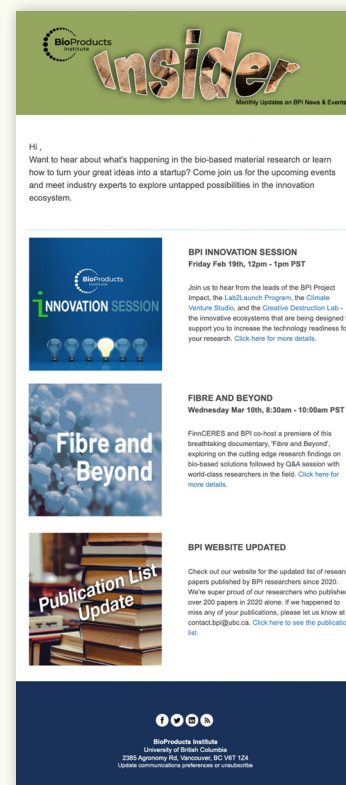 BioProducts
Institute
Insider
Monthly Updates on BPI News & Events
Hi ,
Want to hear about what's happening in the bio-based material research or learn
how to turn your great ideas into a startup? Come join us for the upcoming events
and meet industry experts to explore untapped possibilities in the innovation
ecosystem.
BioProducts
Institute
INNOVATION SESSION
BPI INNOVATION SESSION
Friday Feb 19th, 12pm - 1pm PST
Join us to hear from the leads of the BPI Project
Impact, the Lab2Launch Program, the Climate
Venture Studio, and the Creative Destruction Lab -
the innovative ecosystems that are being designed
support you to increase the technology readiness
your research. Click here for more details.
Fibre and
Beyond
FIBRE AND BEYOND
Wednesday Mar 10th, 8:30am - 10:00am PST
FinnCERES and BPI co-host a premiere of this
breathtaking documentary, 'Fibre and Beyond',
exploring on the cutting edge research findings on
bio-based solutions followed by Q&A session with
world-class researchers in the field. Click here for
more details.
Publication List
Update
BPI WEBSITE UPDATED
Check out our website for the updated list of
papers published by BPI researchers since 2020.
We're super proud of our researchers who
over 200 papers in 2020 alone. If we happened to
miss any of your publications, please let us know at
contact.bpi@ubc.ca. Click here to see the
list.
BioProducts Institute
University of British Columbia
2385 Agronomy Rd, Vancouver, BC V6T 1Z4
Update communications preferences or unsubscribe